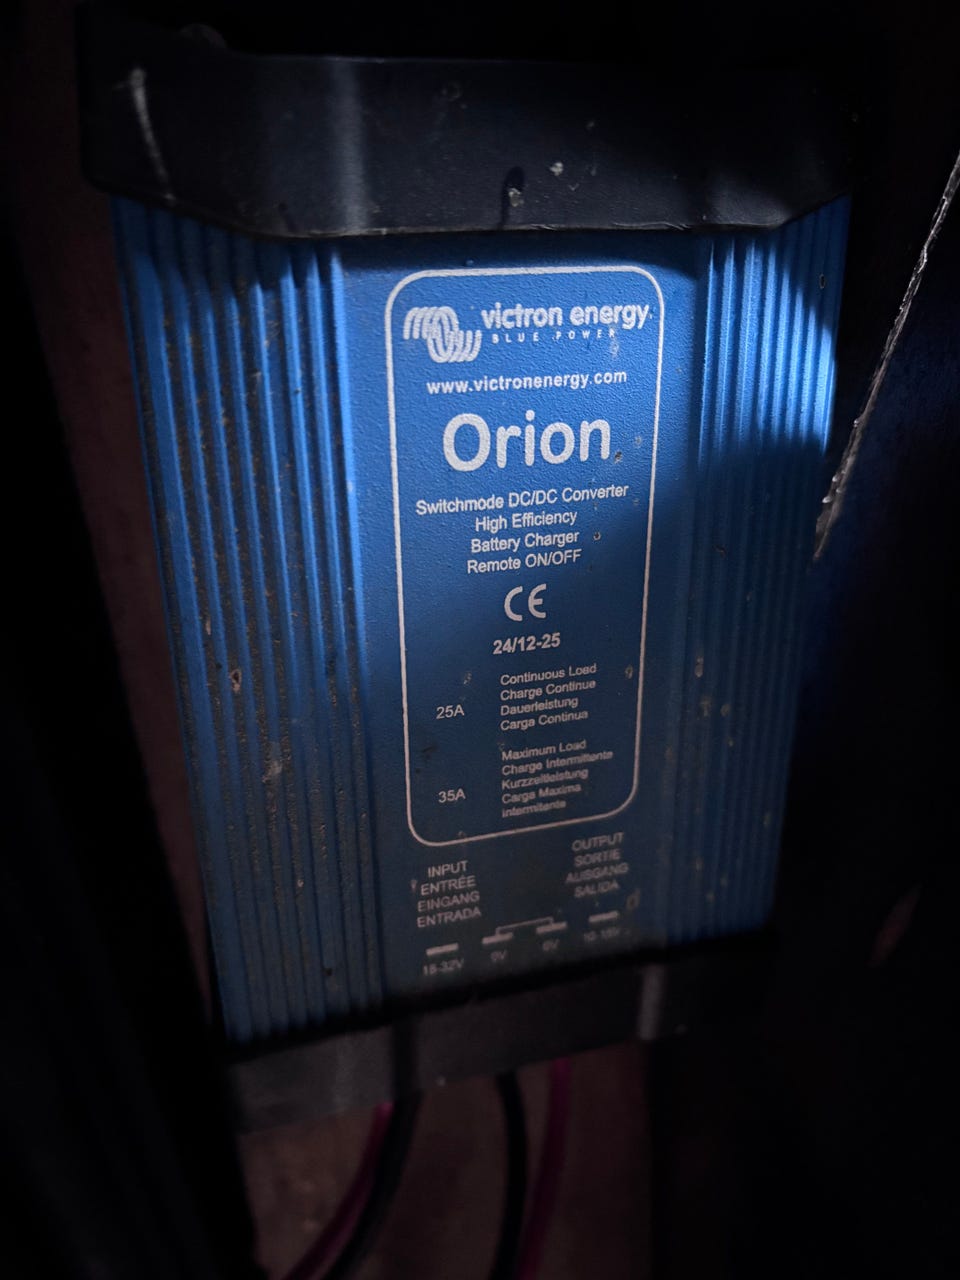 victron energy
BLUE POWER
www.victronenergy.com
Orion
Switchmode DC/DC Converter
High Efficiency
Battery Charger
Remote ON/OFF
CE
24/12-25
25A
Continuous Load
Charge Continue
Dauerleistung
Carga Continua
35A
Maximum Load
Charge Intermittente
Kurzzeitleistung
Carga Maxima
Intermitente
INPUT
ENTRÉE
EINGANG
ENTRADA
OUTPUT
SORTIE
AUSGANG
SALIDA
18-32V 0V 0V 10-15V